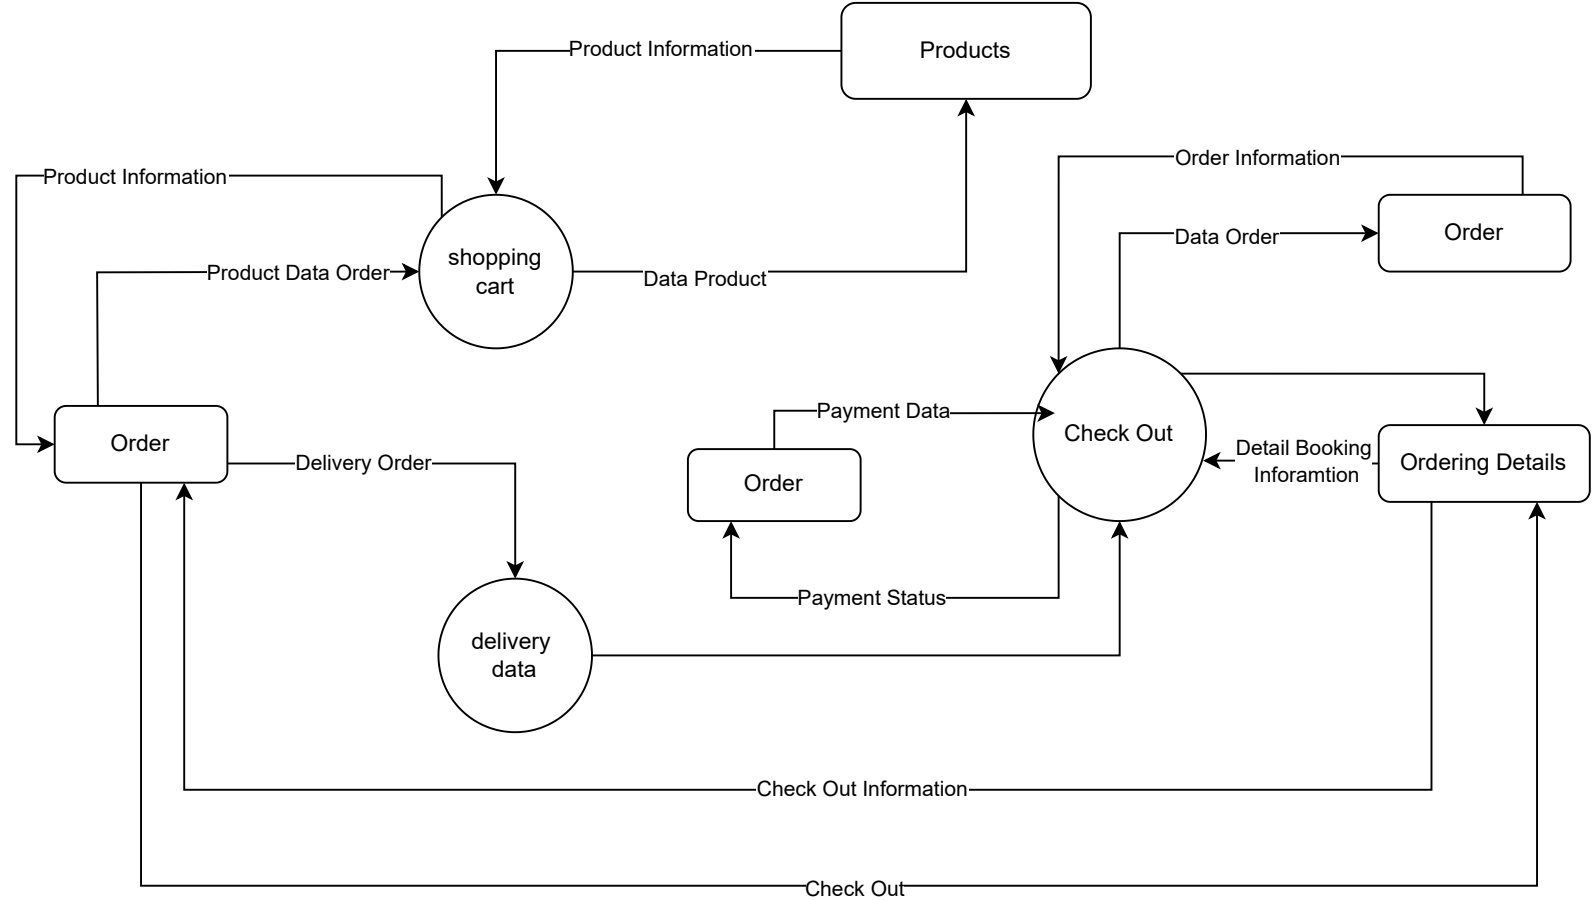 Product Information
Products
Product Information
Order Information
Order
Data Order
shopping
cart
Product Data Order
Data Product
Payment Data
Check Out
Order
Delivery Order
Detail Booking
Inforamtion
Ordering Details
Order
Payment Status
delivery
data
Check Out Information
Check Out